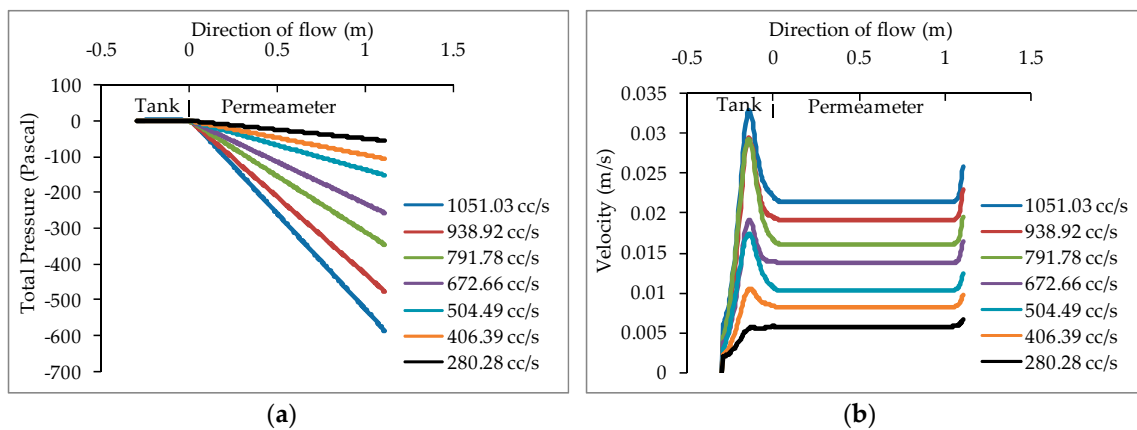 Direction of flow (m)
-0.5 0 0.5 1 1.5
100
0
-100
-200
-300
-400
-500
-600
-700
Total Pressure (Pascal)
Tank Permeameter
1051.03 cc/s
938.92 cc/s
791.78 cc/s
672.66 cc/s
504.49 cc/s
406.39 cc/s
280.28 cc/s
(a)
Direction of flow (m)
-0.5 0 0.5 1 1.5
0.035
0.03
0.025
0.02
0.015
0.01
0.005
0
Velocity (m/s)
Tank Permeameter
1051.03 cc/s
938.92 cc/s
791.78 cc/s
672.66 cc/s
504.49 cc/s
406.39 cc/s
280.28 cc/s
(b)